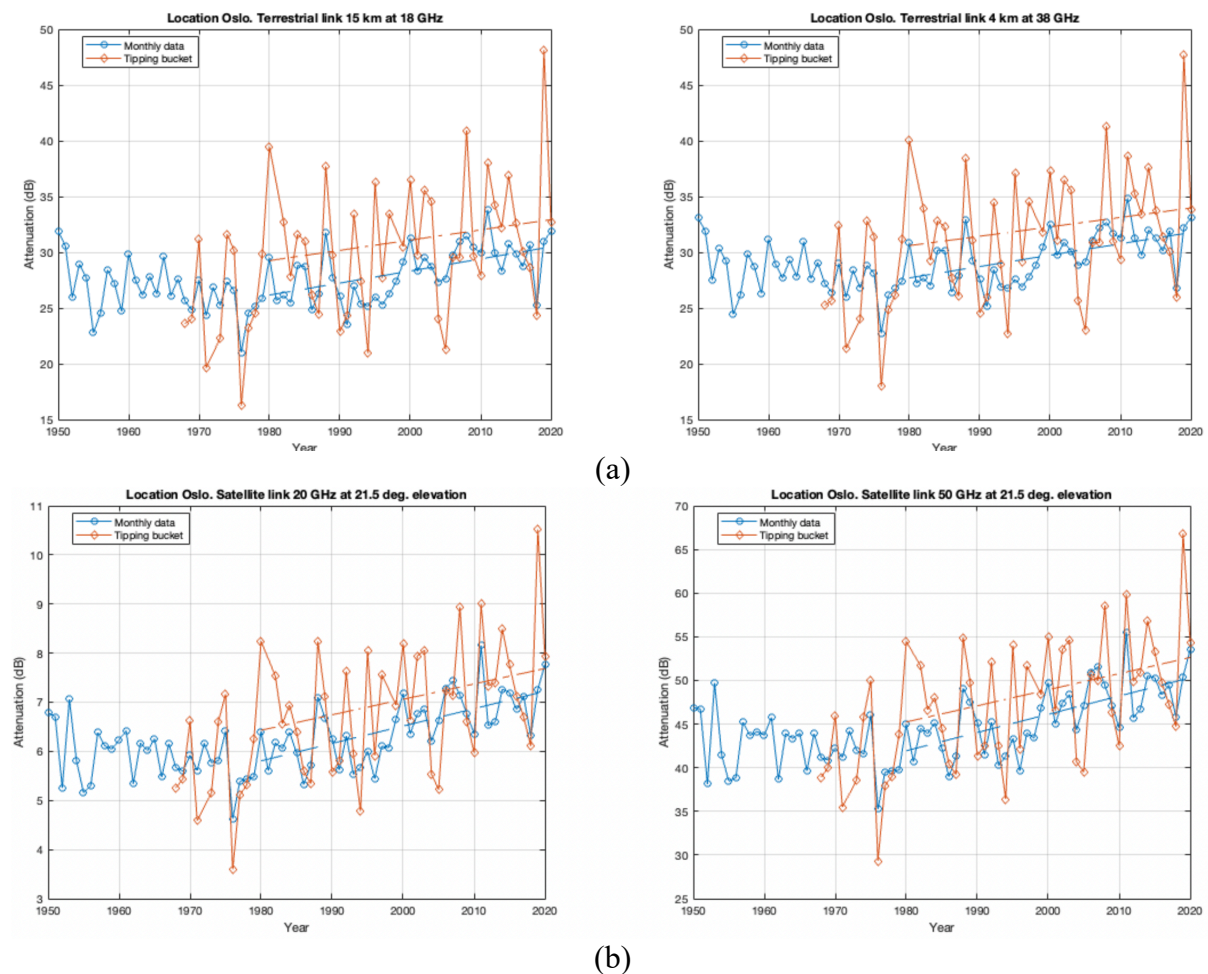 Location Oslo. Terrestrial link 15 km at 18 GHz
Attenuation (dB)
50
45
40
35
30
25
20
15
Monthly data
Tipping bucket
1950 1960 1970 1980 1990 2000 2010 2020
Year
Location Oslo. Terrestrial link 4 km at 38 GHz
Attenuation (dB)
50
45
40
35
30
25
20
15
Monthly data
Tipping bucket
1950 1960 1970 1980 1990 2000 2010 2020
Year
(a)
Location Oslo. Satellite link 20 GHz at 21.5 deg. elevation
Attenuation (dB)
11
10
9
8
7
6
5
4
3
Monthly data
Tipping bucket
1950 1960 1970 1980 1990 2000 2010 2020
Year
Location Oslo. Satellite link 50 GHz at 21.5 deg. elevation
Attenuation (dB)
70
65
60
55
50
45
40
35
30
25
Monthly data
Tipping bucket
1950 1960 1970 1980 1990 2000 2010 2020
Year
(b)